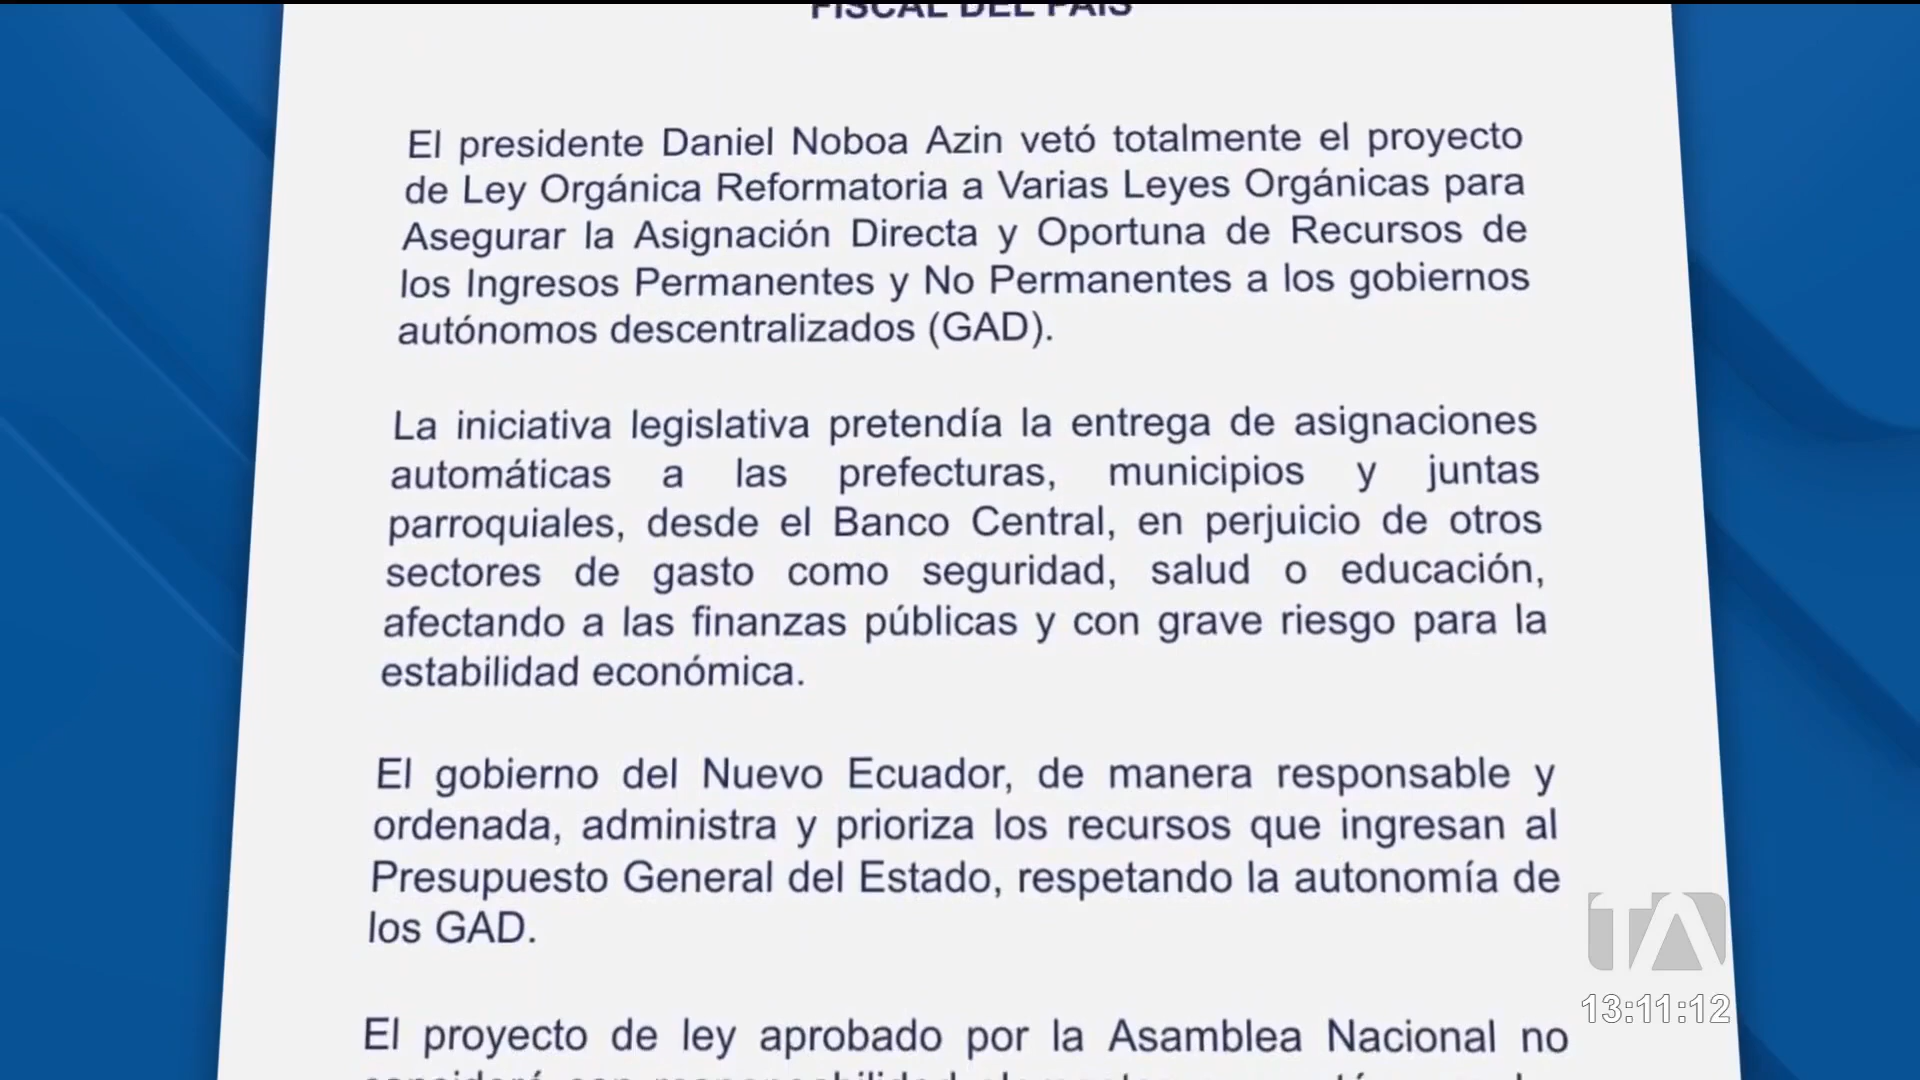 FISCAL DEL PAÍS
El presidente Daniel Noboa Azin vetó totalmente el proyecto
de Ley Orgánica Reformatoria a Varias Leyes Orgánicas para
Asegurar la Asignación Directa y Oportuna de Recursos de
los Ingresos Permanentes y No Permanentes a los gobiernos
autónomos descentralizados (GAD).
La iniciativa legislativa pretendía la entrega de asignaciones
automáticas a las prefecturas, municipios y juntas
parroquiales, desde el Banco Central, en perjuicio de otros
sectores de gasto como seguridad, salud o educación,
afectando a las finanzas públicas y con grave riesgo para la
estabilidad económica.
El gobierno del Nuevo Ecuador, de manera responsable y
ordenada, administra y prioriza los recursos que ingresan al
Presupuesto General del Estado, respetando la autonomía de
los GAD.
TA
13:11:12
El proyecto de ley aprobado por la Asamblea Nacional no